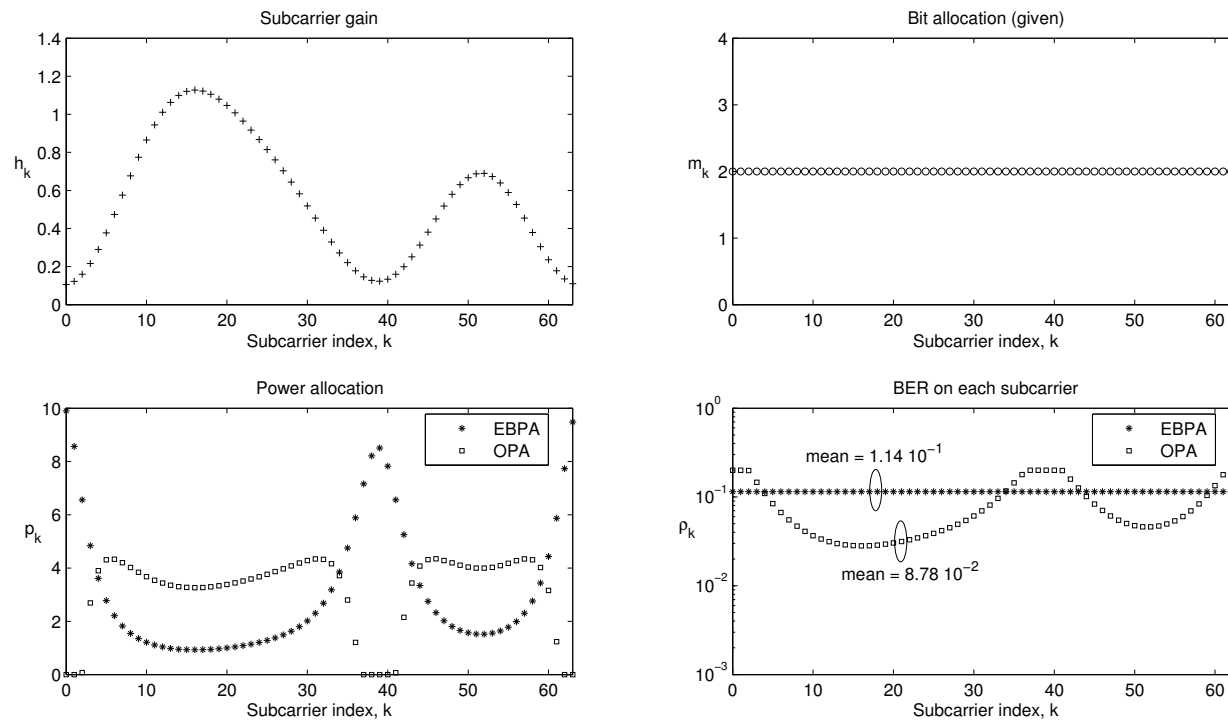 Subcarrier gain
1.4
1.2
1
0.8
0.6
0.4
0.2
0
h_k
0 10 20 30 40 50 60
Subcarrier index, k
Bit allocation (given)
4
3
2
1
0
m_k
10 20 30 40 50 60
Subcarrier index, k
Power allocation
10
8
6
4
2
0
p_k
EBPA
OPA
0 10 20 30 40 50 60
Subcarrier index, k
BER on each subcarrier
10^0
10^-1
10^-2
10^-3
ρ_k
EBPA
OPA
mean = 1.14 10^-1
mean = 8.78 10^-2
0 10 20 30 40 50 60
Subcarrier index, k